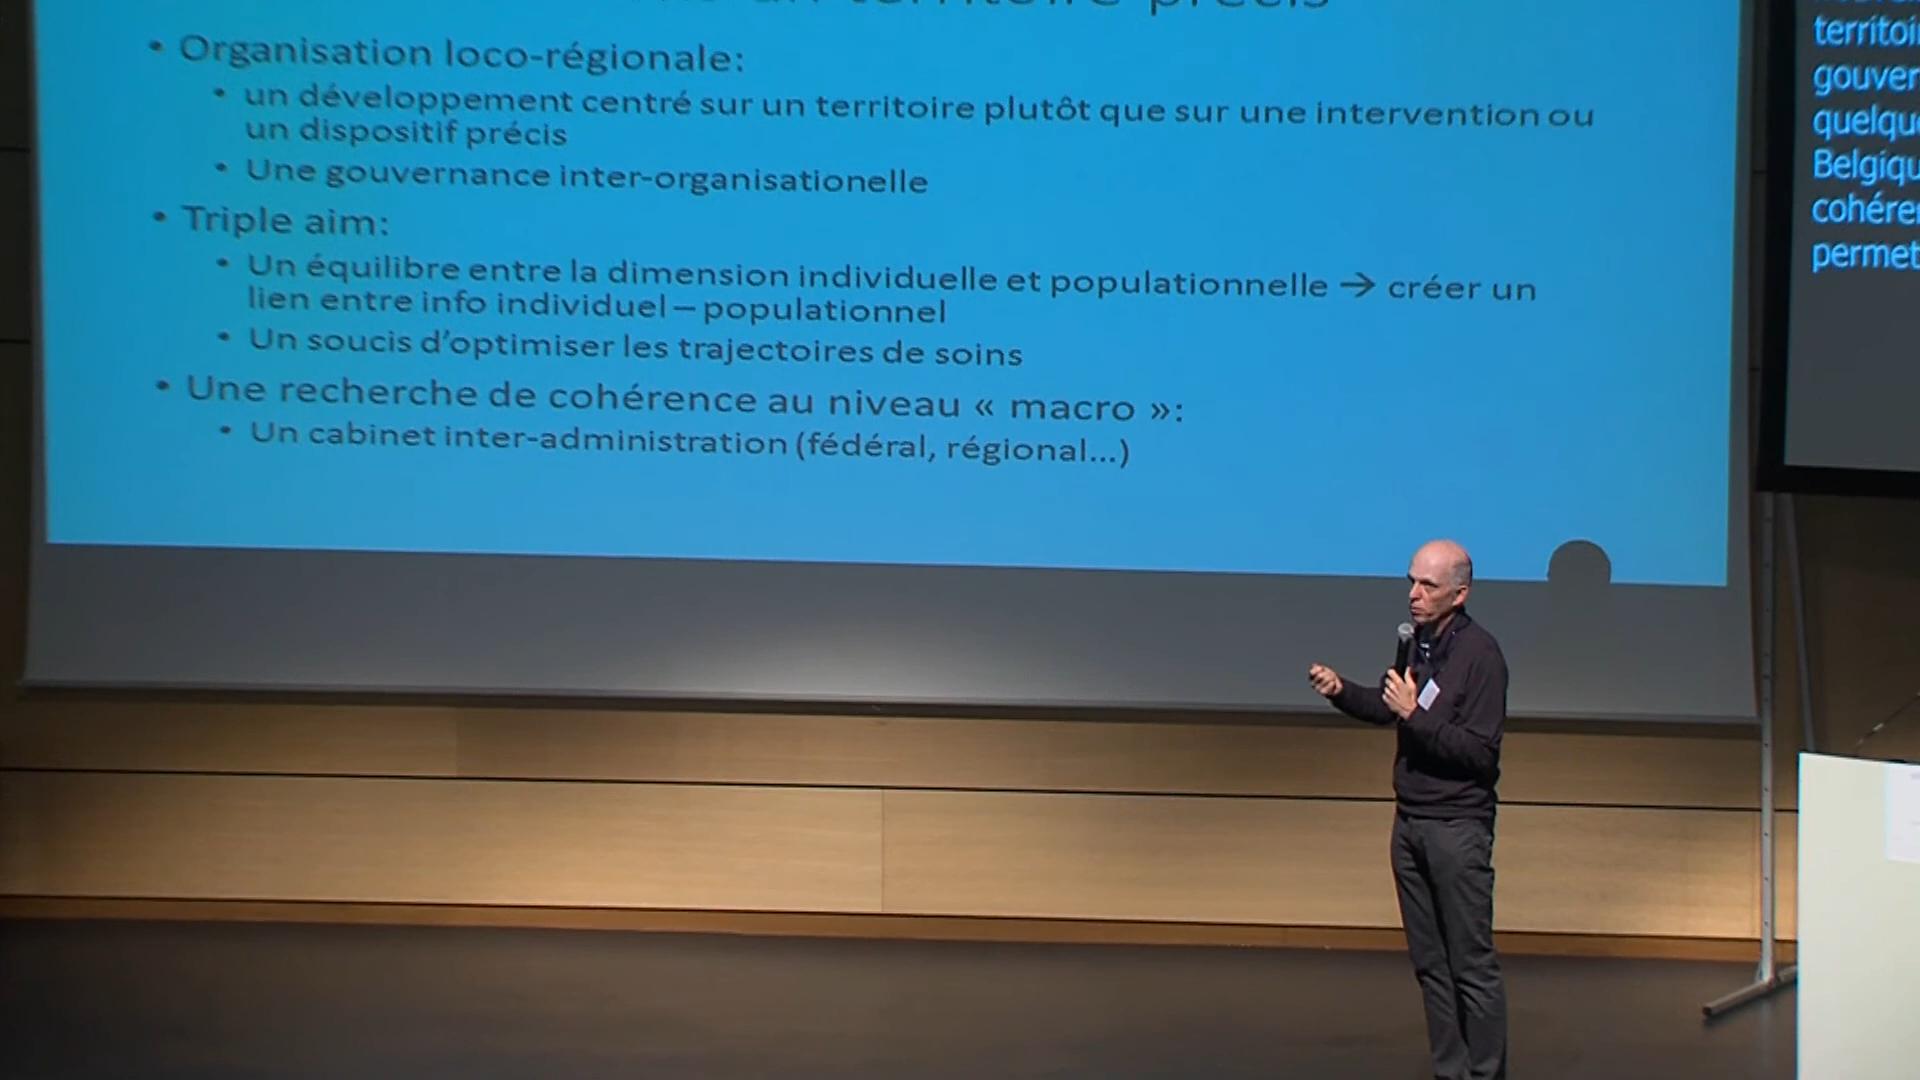 un territoire précis
• Organisation loco-régionale:
• un développement centré sur un territoire plutôt que sur une intervention ou
un dispositif précis
• Une gouvernance inter-organisationelle
• Triple aim:
• Un équilibre entre la dimension individuelle et populationnelle → créer un
lien entre info individuel – populationnel
• Un soucis d’optimiser les trajectoires de soins
• Une recherche de cohérence au niveau « macro »:
• Un cabinet inter-administration (fédéral, régional...)
territoi
gouver
quelqu
Belgiqu
cohére
permet